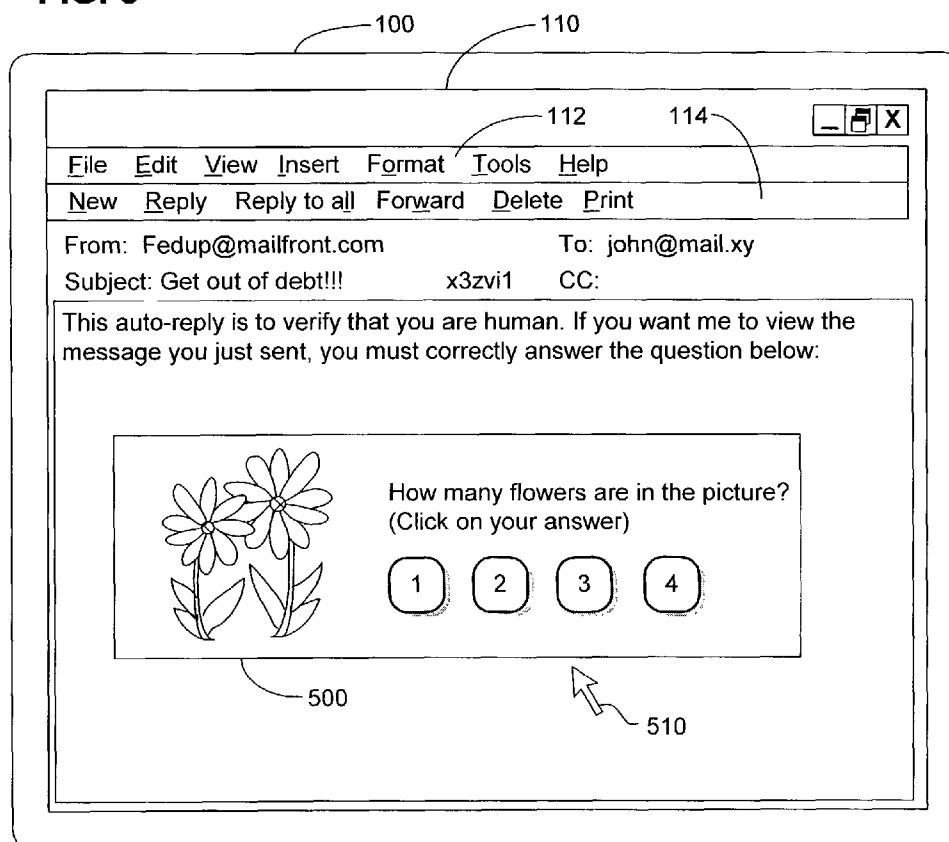 100 110
112 114 _ X
File Edit View Insert Format Tools Help
New Reply Reply to all Forward Delete Print
From: Fedup@mailfront.com To: john@mail.xy
Subject: Get out of debt!!! x3zvi1 CC:
This auto-reply is to verify that you are human. If you want me to view the
message you just sent, you must correctly answer the question below:
How many flowers are in the picture?
(Click on your answer)
1 2 3 4
500
510